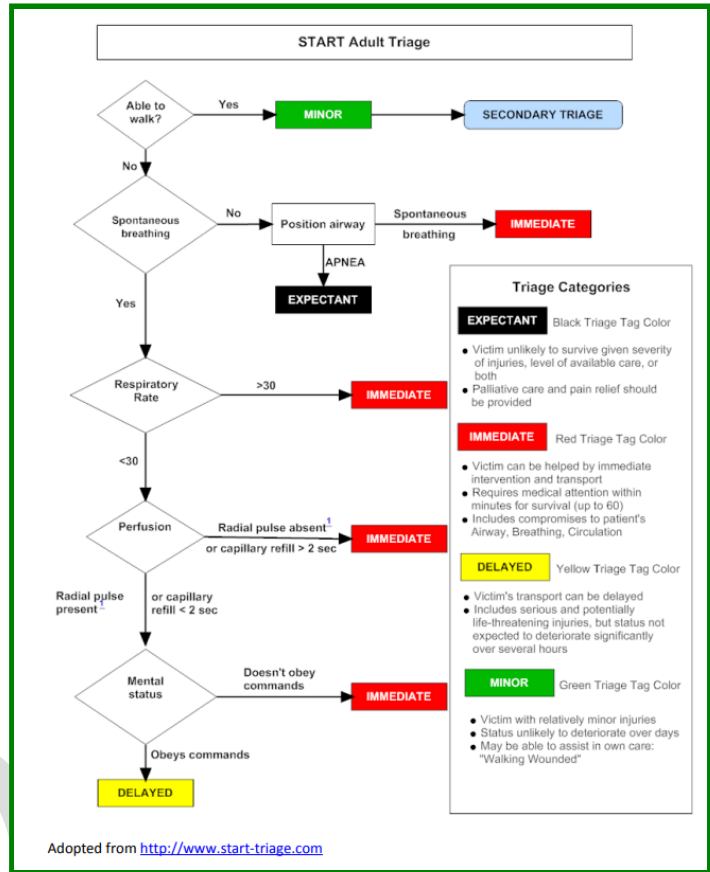 START Adult Triage
Able to
walk?
Yes
MINOR
SECONDARY TRIAGE
No
Spontaneous
breathing
No
Position airway
Spontaneous
breathing
IMMEDIATE
APNEA
EXPECTANT
Yes
Respiratory
Rate
>30
IMMEDIATE
<30
Perfusion
Radial pulse absent1
or capillary refill > 2 sec
IMMEDIATE
Radial pulse
present1
or capillary
refill < 2 sec
Mental
status
Doesn't obey
commands
IMMEDIATE
Obeys commands
DELAYED
Triage Categories
EXPECTANT Black Triage Tag Color
● Victim unlikely to survive given severity
of injuries, level of available care, or
both
● Palliative care and pain relief should
be provided
IMMEDIATE Red Triage Tag Color
● Victim can be helped by immediate
intervention and transport
● Requires medical attention within
minutes for survival (up to 60)
● Includes compromises to patient's
Airway, Breathing, Circulation
DELAYED Yellow Triage Tag Color
● Victim's transport can be delayed
● Includes serious and potentially
life-threatening injuries, but status not
expected to deteriorate significantly
over several hours
MINOR Green Triage Tag Color
● Victim with relatively minor injuries
● Status unlikely to deteriorate over days
● May be able to assist in own care:
"Walking Wounded"
Adopted from http://www.start-triage.com